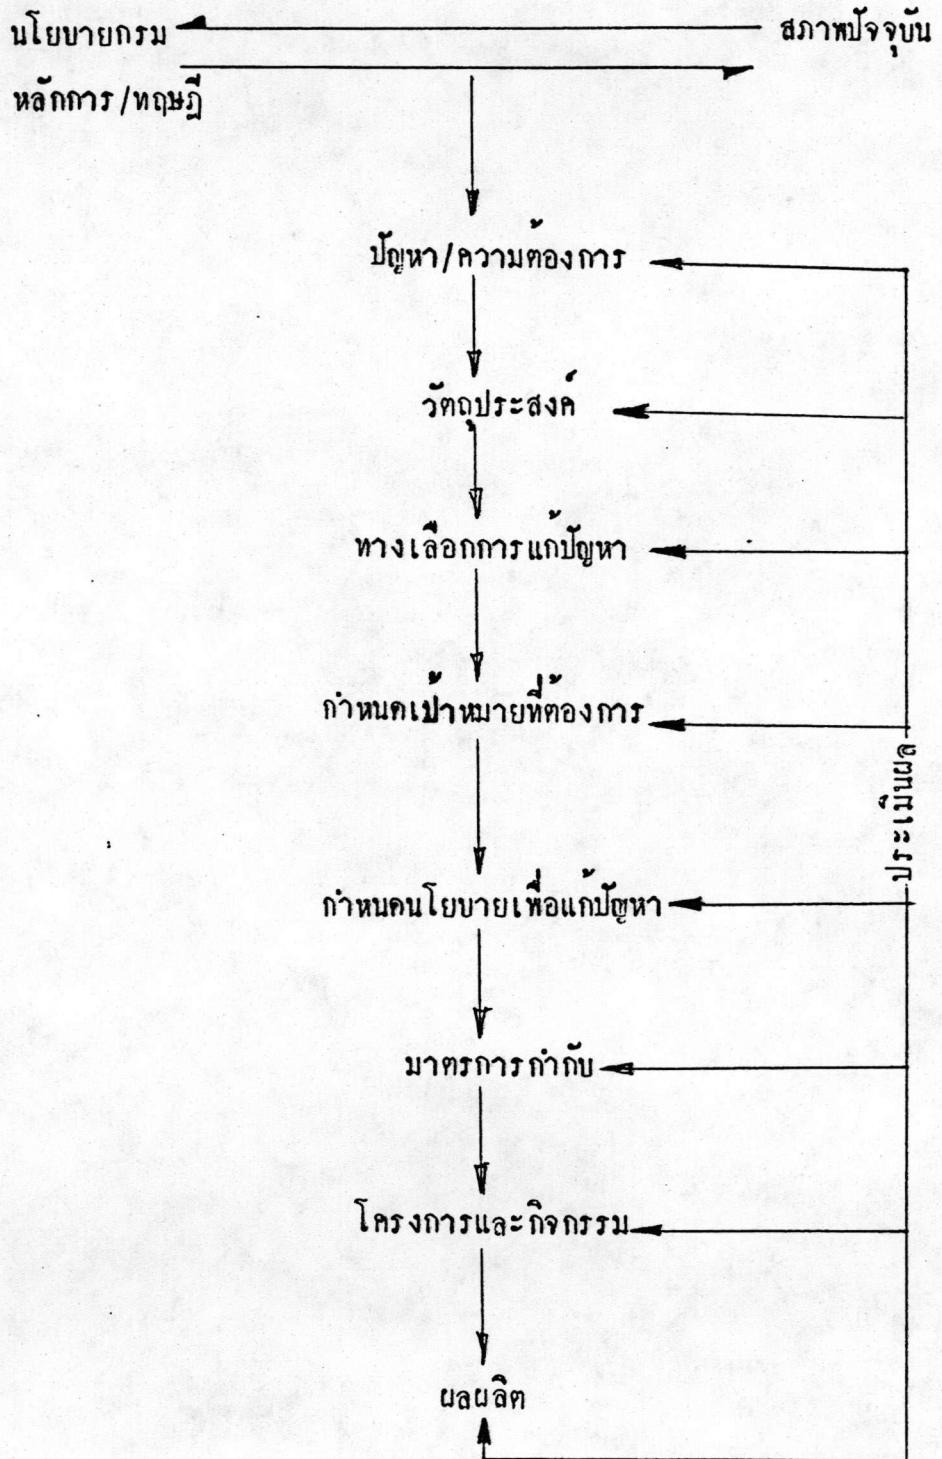 นโยบายกรม
สภาพปัจจุบัน
หลักการ/ทฤษฎี
ปัญหา/ความต้องการ
วัตถุประสงค์
ทางเลือกการแก้ปัญหา
กำหนดเป้าหมายที่ต้องการ
ประเมินผล
กำหนดนโยบายเพื่อแก้ปัญหา
มาตรการกำกับ
โครงการและกิจกรรม
ผลผลิต